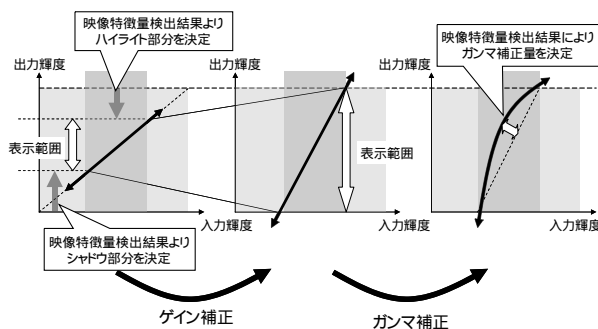 映像特徴量検出結果より
ハイライト部分を決定
出力輝度
表示範囲
入力輝度
映像特徴量検出結果より
シャドウ部分を決定
出力輝度
表示範囲
入力輝度
映像特徴量検出結果により
ガンマ補正量を決定
出力輝度
入力輝度
ゲイン補正
ガンマ補正